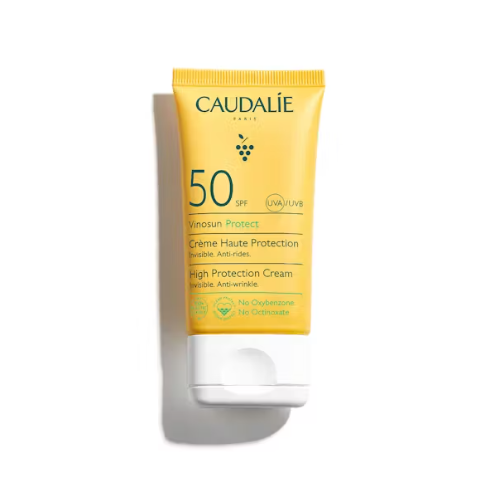 CAUDALÍE
PARIS
50 SPF UVA/UVB
Vinosun Protect
Crème Haute Protection
Invisible. Anti-rides.
High Protection Cream
Invisible. Anti-wrinkle.
No Oxybenzone
No Octinoxate